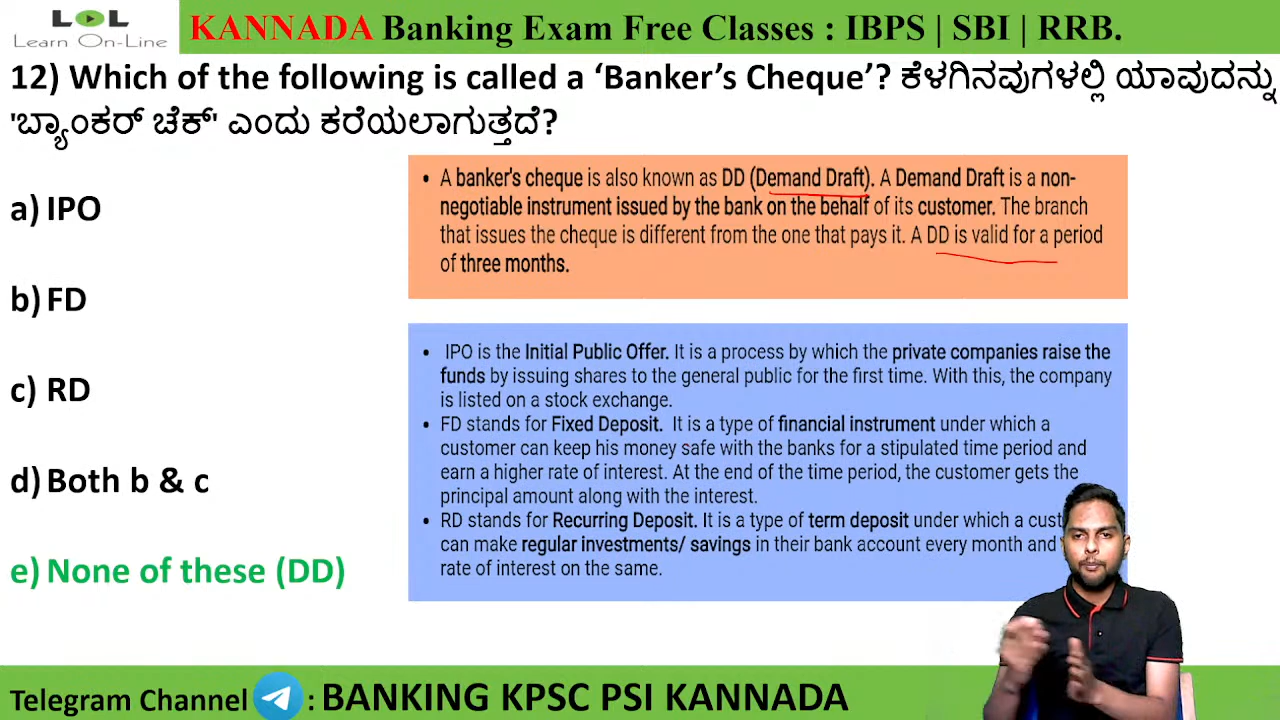 LOL
Learn On-Line
KANNADA Banking Exam Free Classes : IBPS | SBI | RRB.
12) Which of the following is called a ‘Banker’s Cheque’? ಕೆಳಗಿನವುಗಳಲ್ಲಿ ಯಾವುದನ್ನು
'ಬ್ಯಾಂಕರ್ ಚೆಕ್' ಎಂದು ಕರೆಯಲಾಗುತ್ತದೆ?
a) IPO
b) FD
c) RD
d) Both b & c
e) None of these (DD)
• A banker's cheque is also known as DD (Demand Draft). A Demand Draft is a non-
negotiable instrument issued by the bank on the behalf of its customer. The branch
that issues the cheque is different from the one that pays it. A DD is valid for a period
of three months.
• IPO is the Initial Public Offer. It is a process by which the private companies raise the
funds by issuing shares to the general public for the first time. With this, the company
is listed on a stock exchange.
• FD stands for Fixed Deposit. It is a type of financial instrument under which a
customer can keep his money safe with the banks for a stipulated time period and
earn a higher rate of interest. At the end of the time period, the customer gets the
principal amount along with the interest.
• RD stands for Recurring Deposit. It is a type of term deposit under which a cust
can make regular investments/ savings in their bank account every month and
rate of interest on the same.
Telegram Channel : BANKING KPSC PSI KANNADA